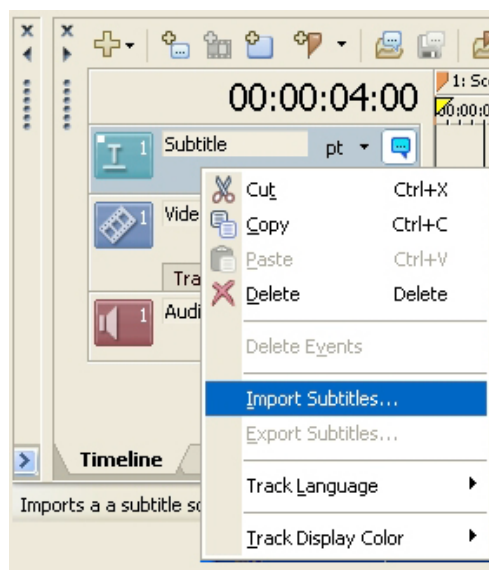 1: Sc
00:00:04:00
00:00:0
1 Subtitle pt
1 Vide
Tra
1 Audi
Cut Ctrl+X
Copy Ctrl+C
Paste Ctrl+V
Delete Delete
Delete Events
Import Subtitles...
Export Subtitles...
Track Language
Track Display Color
Timeline
Imports a a subtitle sc